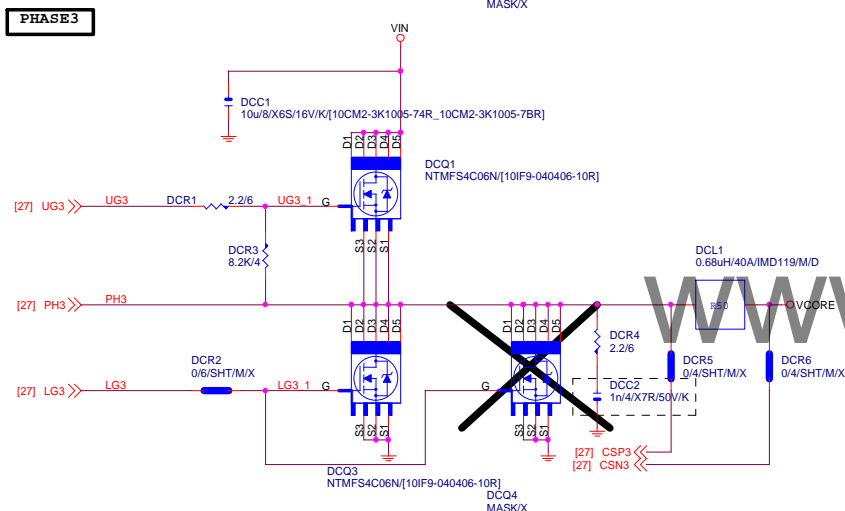 MASK/X
PHASE3
VIN
DCC1
10u/8/X6S/16V/K/[10CM2-3K1005-74R_10CM2-3K1005-7BR]
D1 D2 D3 D4 D5
DCQ1
NTMFS4C06N/[10IF9-040406-10R]
[27] UG3 UG3 DCR1 2.2/6 UG3_1 G
S3 S2 S1
DCR3
8.2K/4
DCL1
0.68uH/40A/IMD119/M/D
[27] PH3 PH3
R50
VCORE
WWW
D1 D2 D3 D4 D5
D1 D2 D3 D4 D5
DCR4
2.2/6
DCR2
0/6/SHT/M/X
DCR5
0/4/SHT/M/X
DCR6
0/4/SHT/M/X
[27] LG3 LG3 LG3_1 G
G
DCC2
1n/4/X7R/50V/K
S3 S2 S1
S3 S2 S1
[27] CSP3
[27] CSN3
DCQ3
NTMFS4C06N/[10IF9-040406-10R]
DCQ4
MASK/X